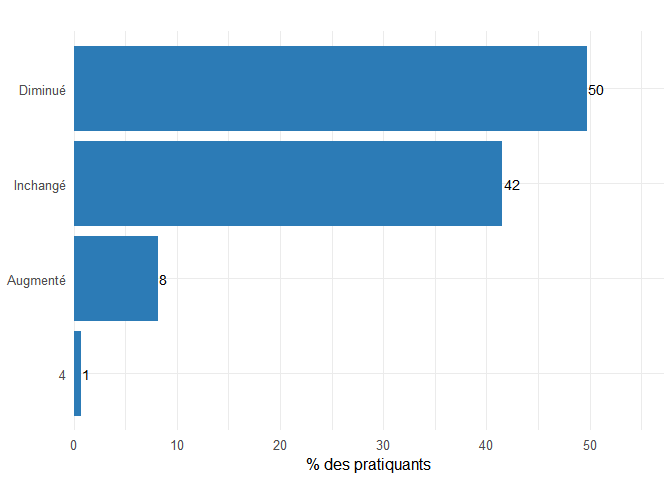 Diminué 50
Inchangé 42
Augmenté 8
4 1
0 10 20 30 40 50
% des pratiquants